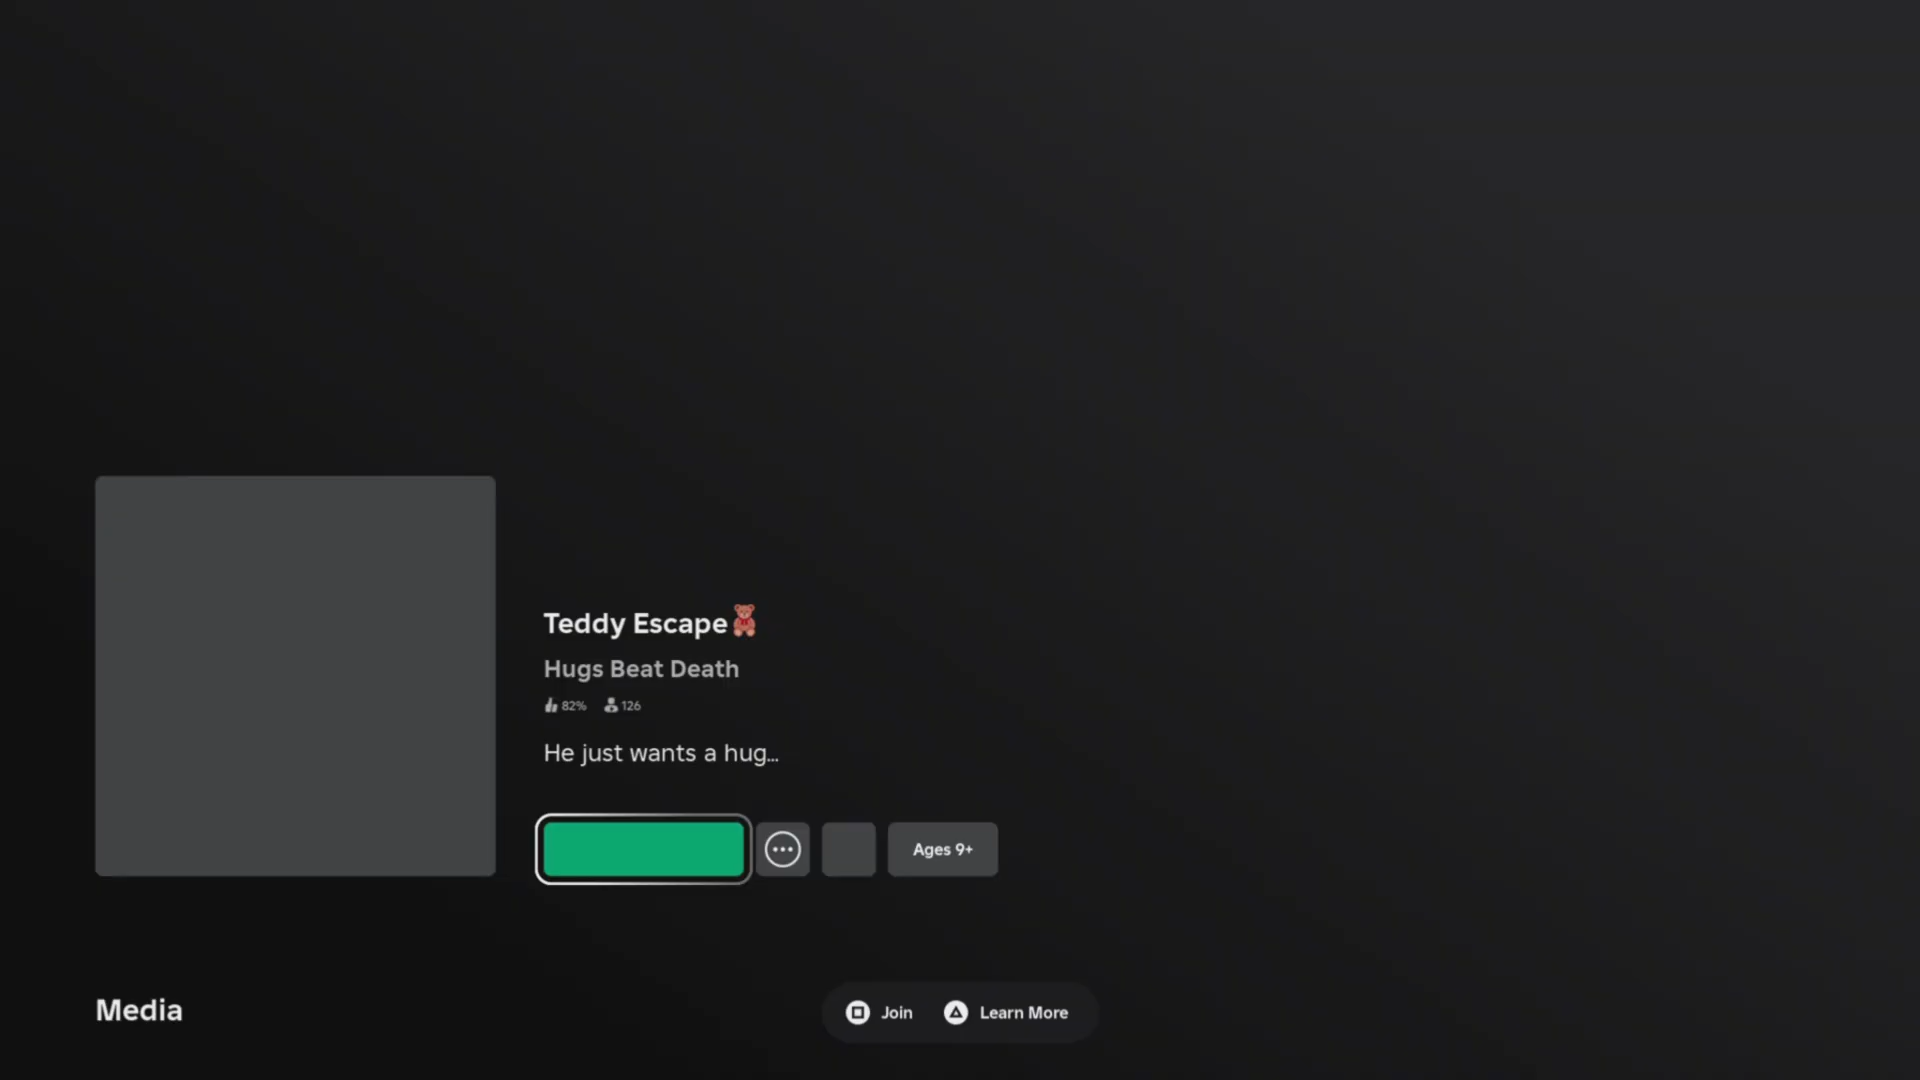 Teddy Escape🧸
Hugs Beat Death
82% 126
He just wants a hug...
Ages 9+
Media
Join Learn More